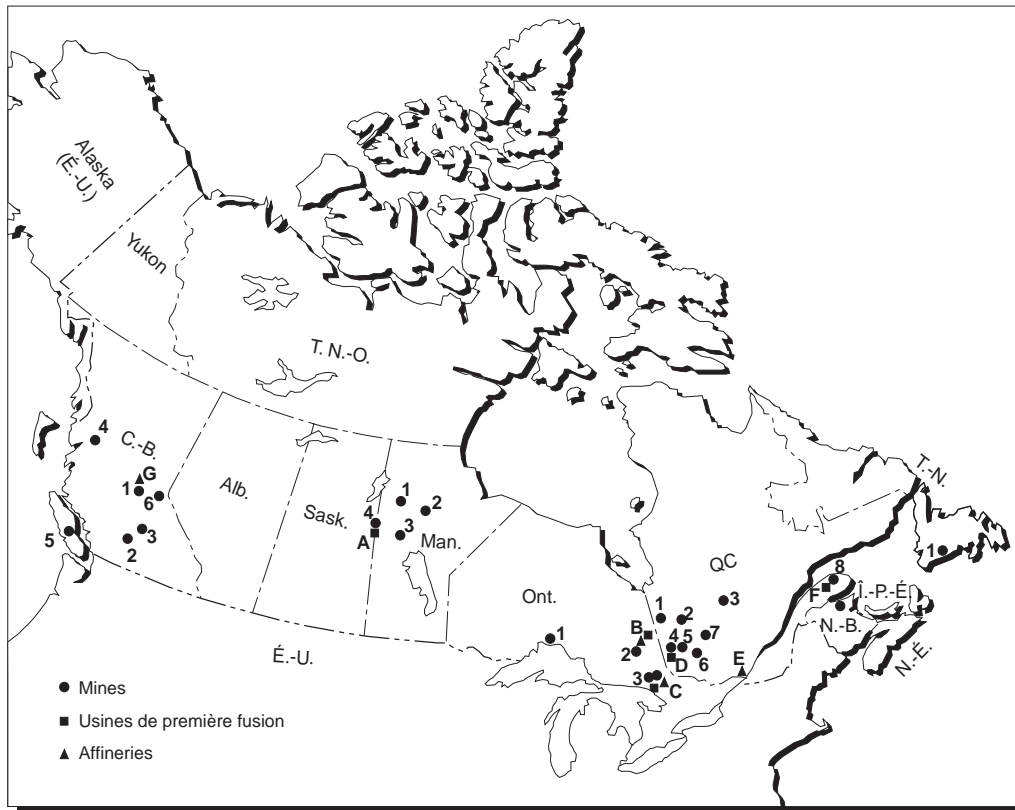 Alaska
(É.-U.)
Yukon
T. N.-O.
4
C.-B.
G
1
6
5
3
2
Alb.
Sask.
1
2
4
3
A
Man.
Ont.
1
É.-U.
QC
1
2
3
B
4
5
7
2
D
6
3
C
E
T.-N.
1
8
F
Î.-P.-É
N.-B.
N.-É.
Mines
Usines de première fusion
Affineries